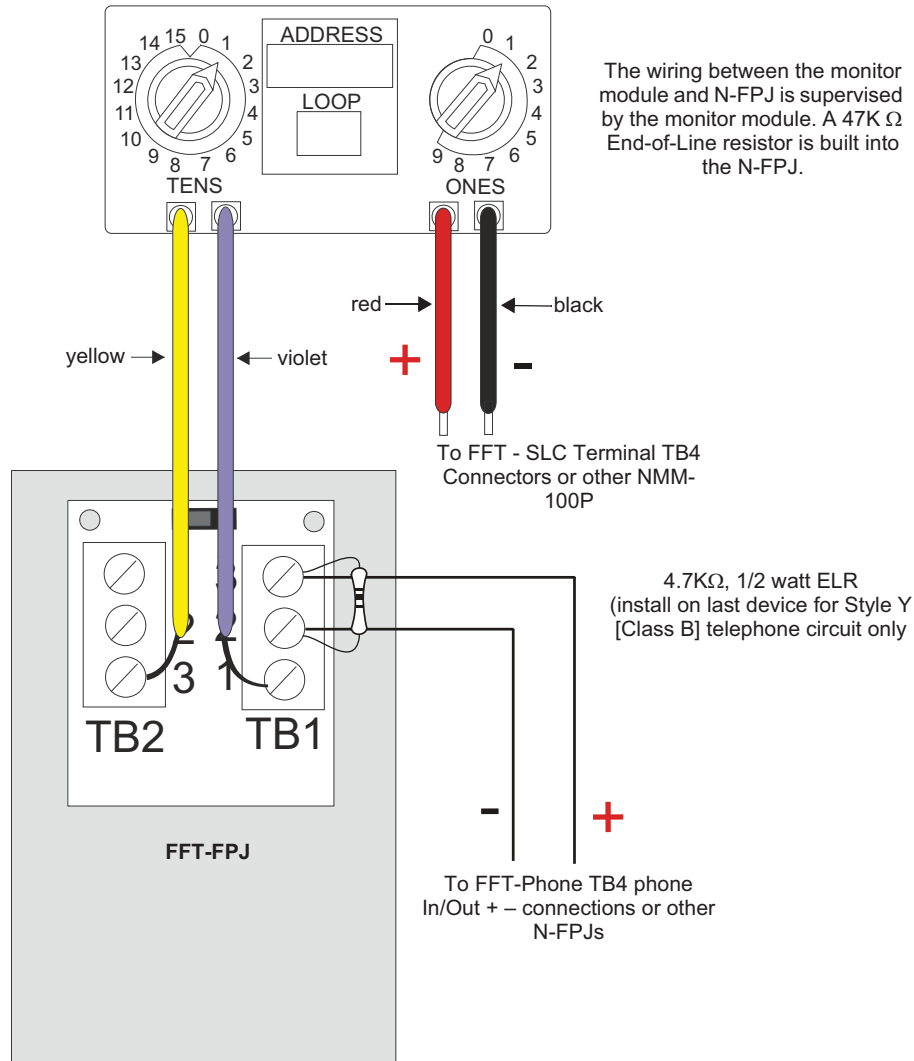 ADDRESS
LOOP
14 15 0 1
13 2
12 3
11 4
10 5
9 8 7 6
TENS
0 1
2
3
4
5
9 8 7 6
ONES
The wiring between the monitor
module and N-FPJ is supervised
by the monitor module. A 47K Ω
End-of-Line resistor is built into
the N-FPJ.
red
black
+
-
yellow
violet
To FFT - SLC Terminal TB4
Connectors or other NMM-
100P
4.7KΩ, 1/2 watt ELR
(install on last device for Style Y
[Class B] telephone circuit only
3 1
TB2
TB1
-
+
FFT-FPJ
To FFT-Phone TB4 phone
In/Out + – connections or other
N-FPJs